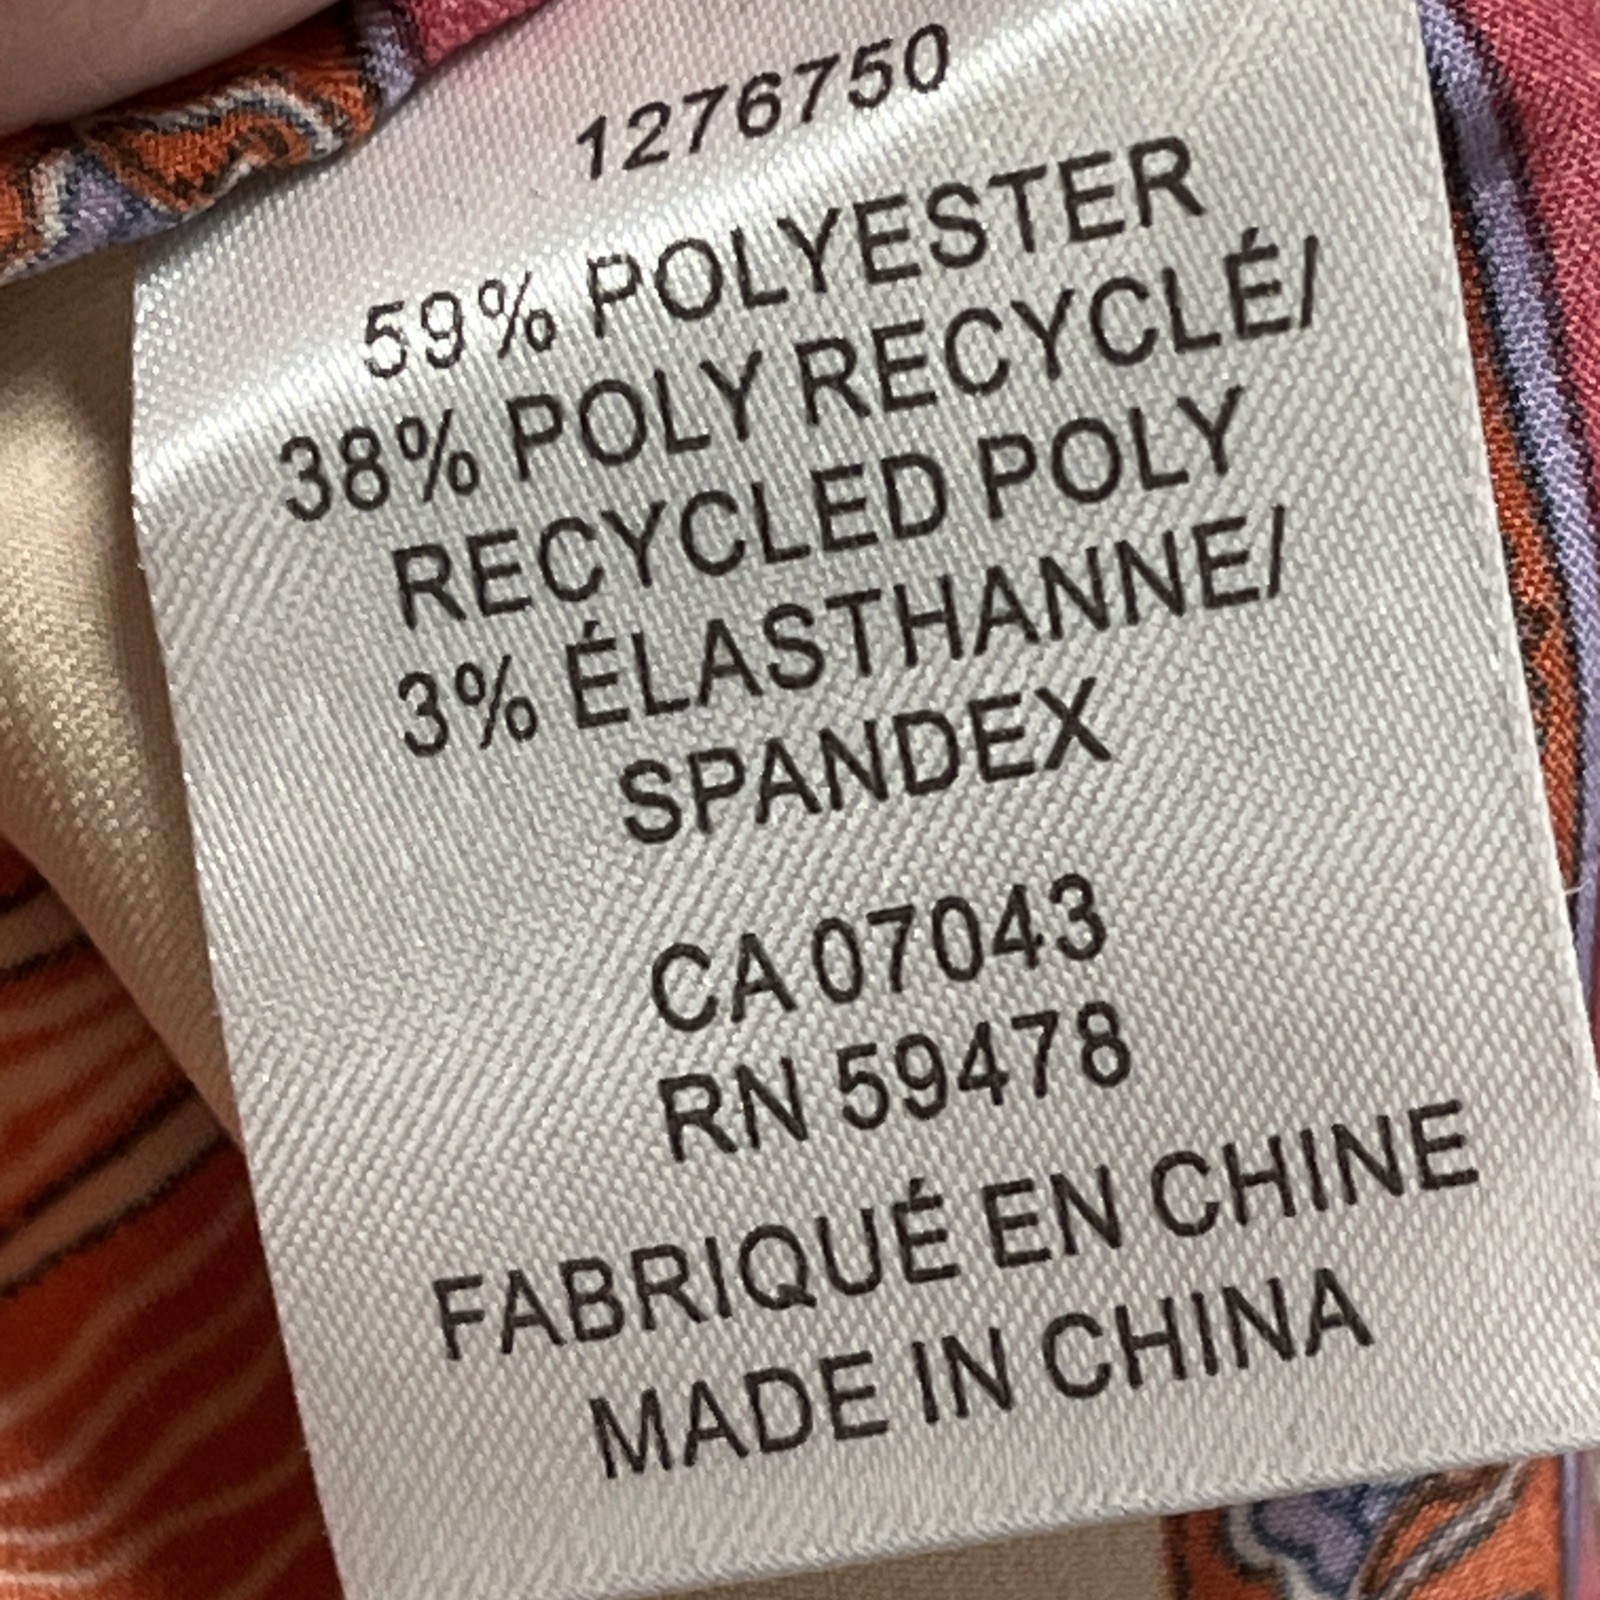 1276750
59% POLYESTER
38% POLY RECYCLÉ/
RECYCLED POLY
3% ÉLASTHANNE/
SPANDEX
CA 07043
RN 59478
FABRIQUÉ EN CHINE
MADE IN CHINA